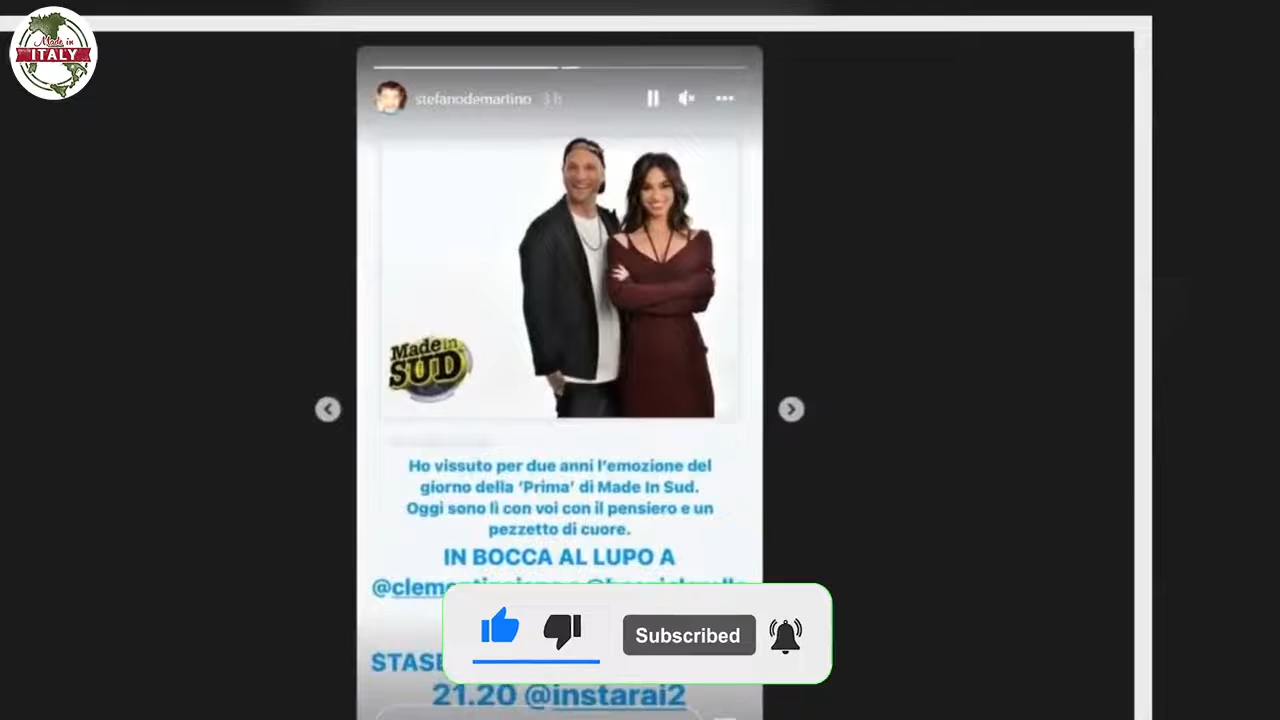 Made in
ITALY
stefanodemartino 3 h
Made in
SUD
Ho vissuto per due anni l'emozione del
giorno della 'Prima' di Made In Sud.
Oggi sono lì con voi con il pensiero e un
pezzetto di cuore.
IN BOCCA AL LUPO A
Subscribed
21.20 @instarai2